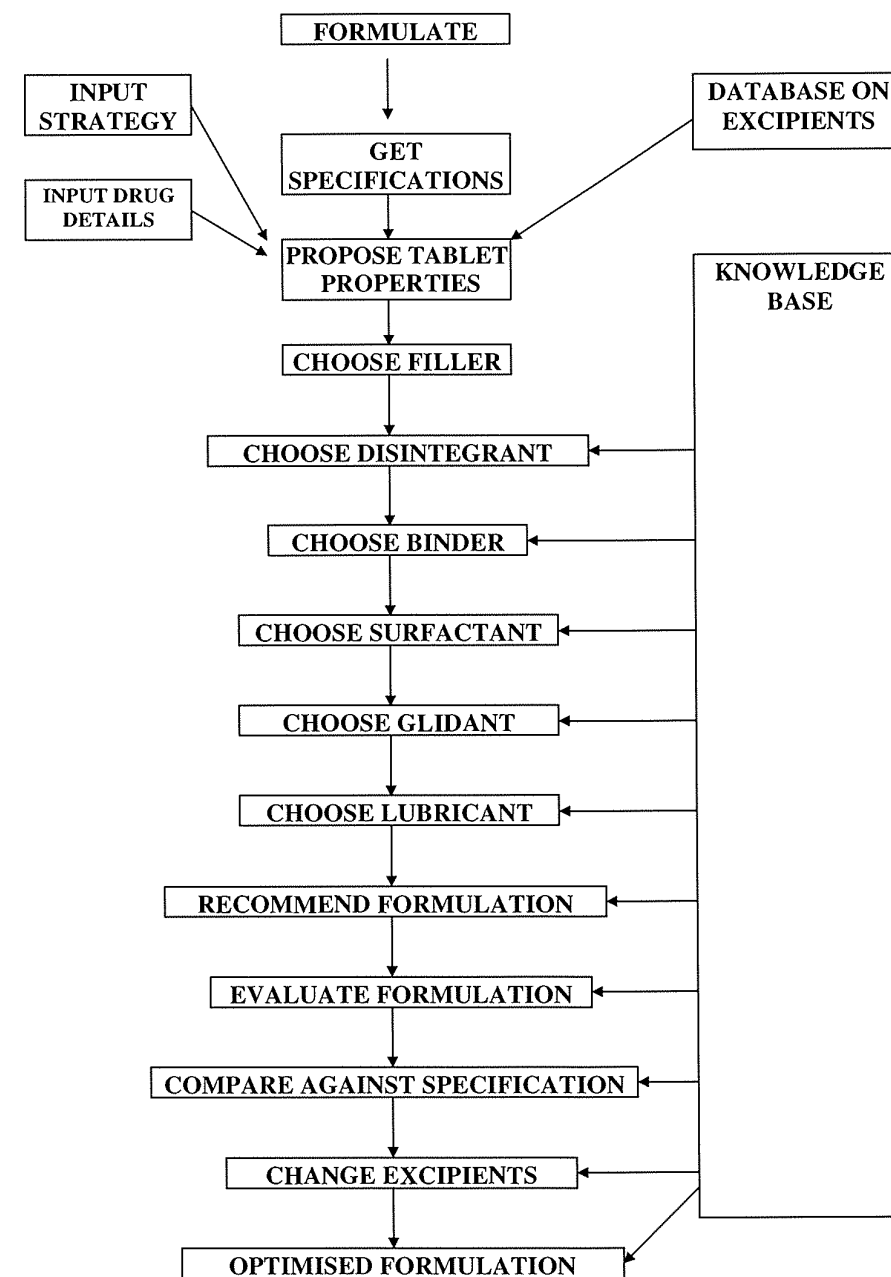 FORMULATE
INPUT
STRATEGY
DATABASE ON
EXCIPIENTS
GET
SPECIFICATIONS
INPUT DRUG
DETAILS
PROPOSE TABLET
PROPERTIES
KNOWLEDGE
BASE
CHOOSE FILLER
CHOOSE DISINTEGRANT
CHOOSE BINDER
CHOOSE SURFACTANT
CHOOSE GLIDANT
CHOOSE LUBRICANT
RECOMMEND FORMULATION
EVALUATE FORMULATION
COMPARE AGAINST SPECIFICATION
CHANGE EXCIPIENTS
OPTIMISED FORMULATION